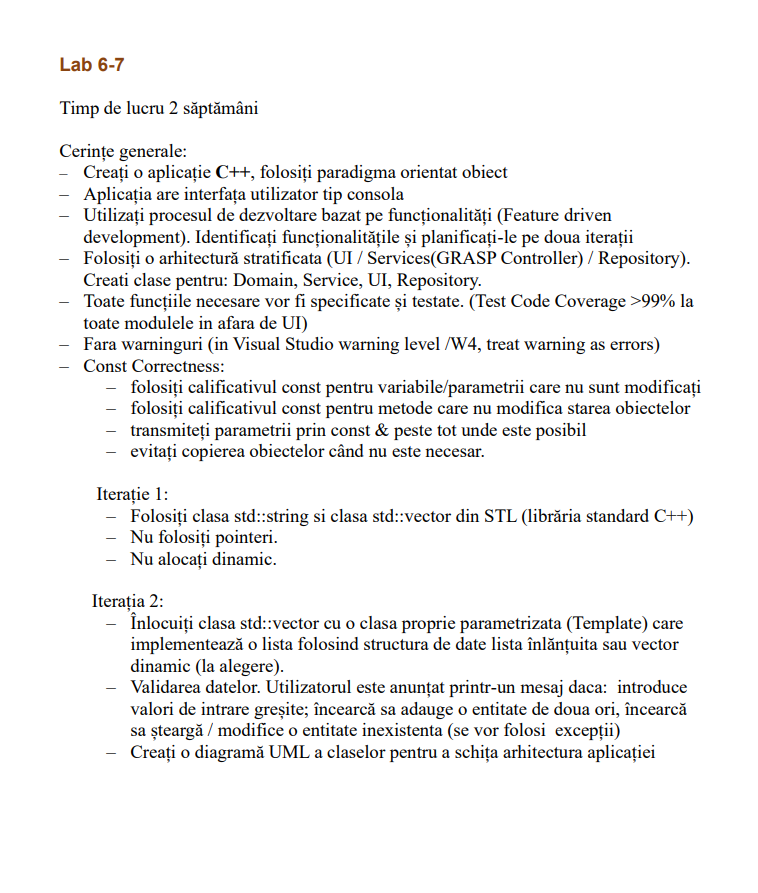 Lab 6-7
Timp de lucru 2 săptămâni
Cerințe generale:
– Creați o aplicație C++, folosiți paradigma orientat obiect
– Aplicația are interfața utilizator tip consola
– Utilizați procesul de dezvoltare bazat pe funcționalități (Feature driven
development). Identificați funcționalitățile și planificați-le pe doua iterații
– Folosiți o arhitectură stratificata (UI / Services(GRASP Controller) / Repository).
Creati clase pentru: Domain, Service, UI, Repository.
– Toate funcțiile necesare vor fi specificate și testate. (Test Code Coverage >99% la
toate modulele in afara de UI)
– Fara warninguri (in Visual Studio warning level /W4, treat warning as errors)
– Const Correctness:
– folosiți calificativul const pentru variabile/parametrii care nu sunt modificați
– folosiți calificativul const pentru metode care nu modifica starea obiectelor
– transmiteți parametrii prin const & peste tot unde este posibil
– evitați copierea obiectelor când nu este necesar.
Iterație 1:
– Folosiți clasa std::string si clasa std::vector din STL (librăria standard C++)
– Nu folosiți pointeri.
– Nu alocați dinamic.
Iterația 2:
– Înlocuiți clasa std::vector cu o clasa proprie parametrizata (Template) care
implementează o lista folosind structura de date lista înlănțuita sau vector
dinamic (la alegere).
– Validarea datelor. Utilizatorul este anunțat printr-un mesaj daca: introduce
valori de intrare greșite; încearcă sa adauge o entitate de doua ori, încearcă
sa șteargă / modifice o entitate inexistenta (se vor folosi excepții)
– Creați o diagramă UML a claselor pentru a schița arhitectura aplicației